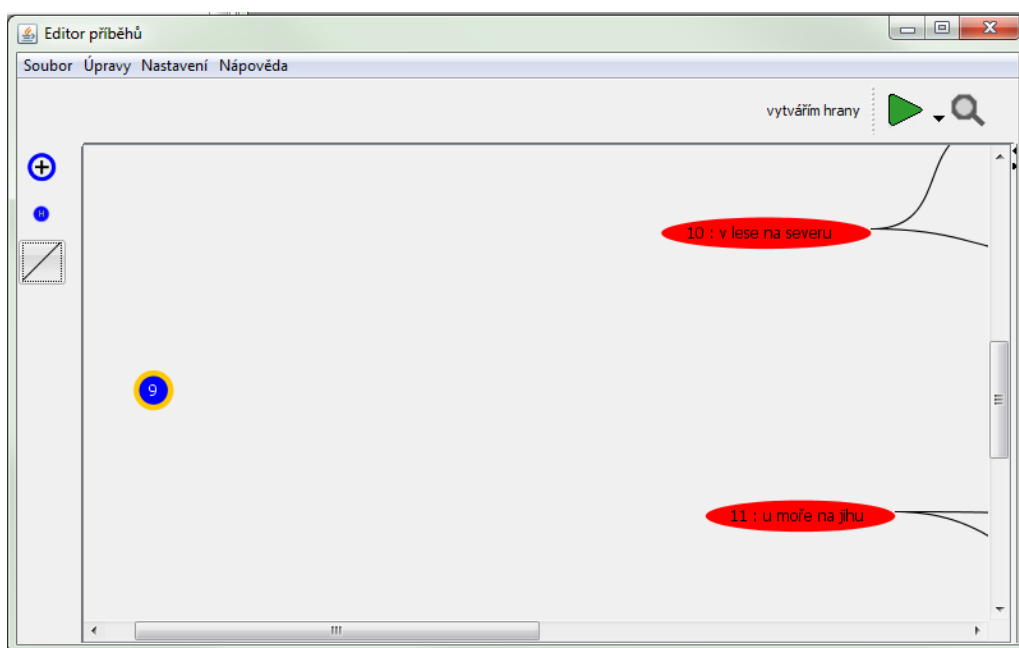 Editor příběhů
Soubor Úpravy Nastavení Nápověda
vytvářím hrany
H
10 : v lese na severu
9
11 : u moře na jihu